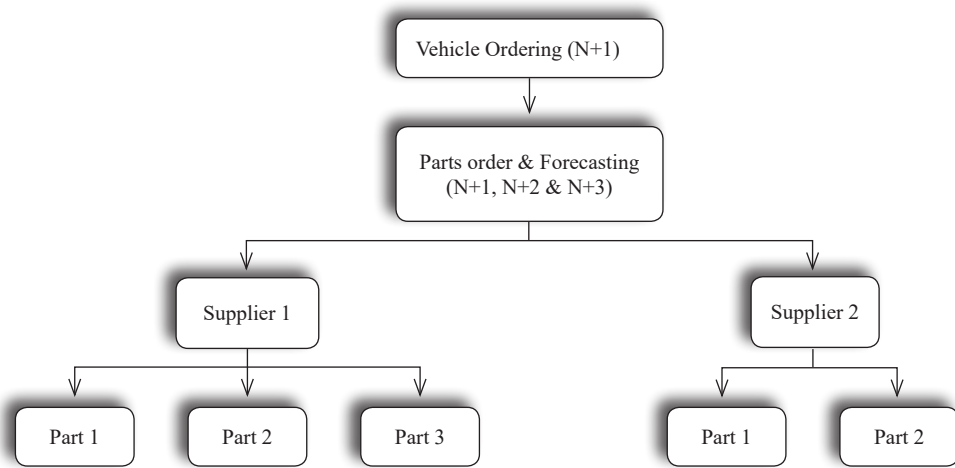 Vehicle Ordering (N+1)
Parts order & Forecasting
(N+1, N+2 & N+3)
Supplier 1
Supplier 2
Part 1
Part 2
Part 3
Part 1
Part 2